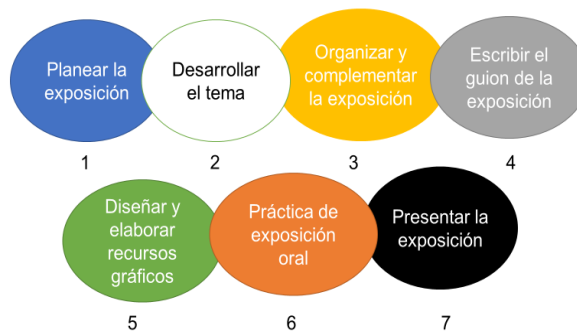 Planear la
exposición
Desarrollar
el tema
Organizar y
complementar
la exposición
Escribir el
guion de la
exposición
1
2
3
4
Diseñar y
elaborar
recursos
gráficos
Práctica de
exposición
oral
Presentar la
exposición
5
6
7